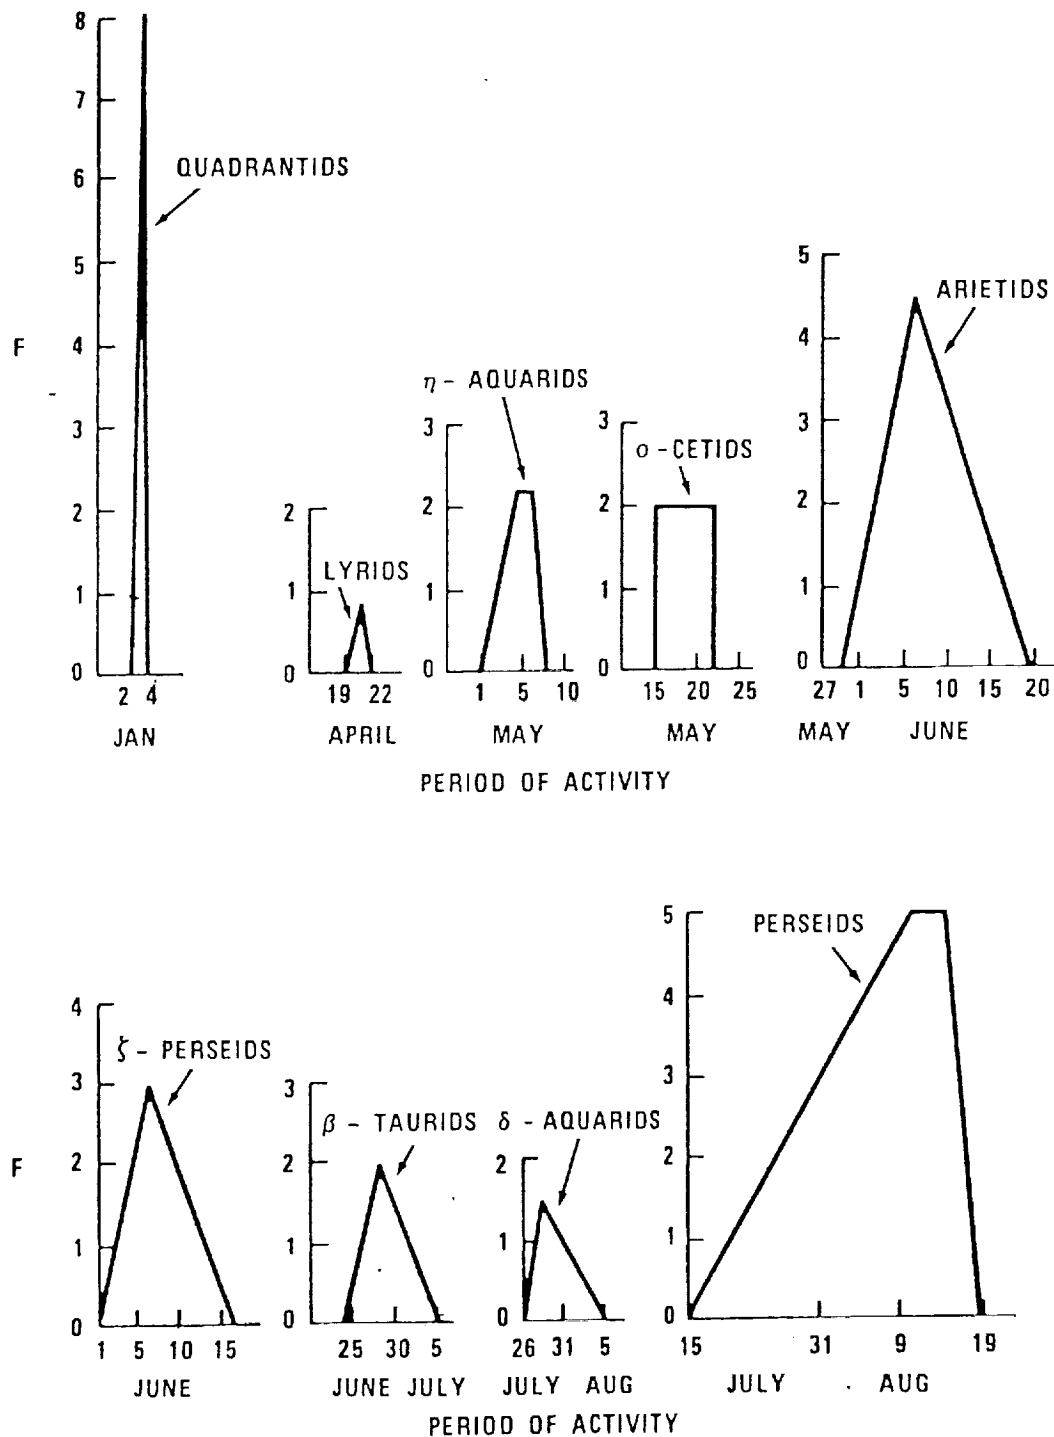 8
7
QUADRANTIDS
6
5
F
4
3
2
1
0
2 4
JAN
2
LYRIDS
1
0
19 22
APRIL
η - AQUARIDS
3
2
1
0
1 5 10
MAY
3
σ - CETIDS
2
1
0
15 20 25
MAY
5
ARIETIDS
4
3
2
1
0
27 1 5 10 15 20
MAY JUNE
PERIOD OF ACTIVITY
4
ζ - PERSEIDS
3
F
2
1
0
1 5 10 15
JUNE
3
β - TAURIDS
2
1
0
25 30 5
JUNE JULY
δ - AQUARIDS
2
1
0
26 31 5
JULY AUG
5
PERSEIDS
4
3
2
1
0
15 31 9 19
JULY AUG
PERIOD OF ACTIVITY